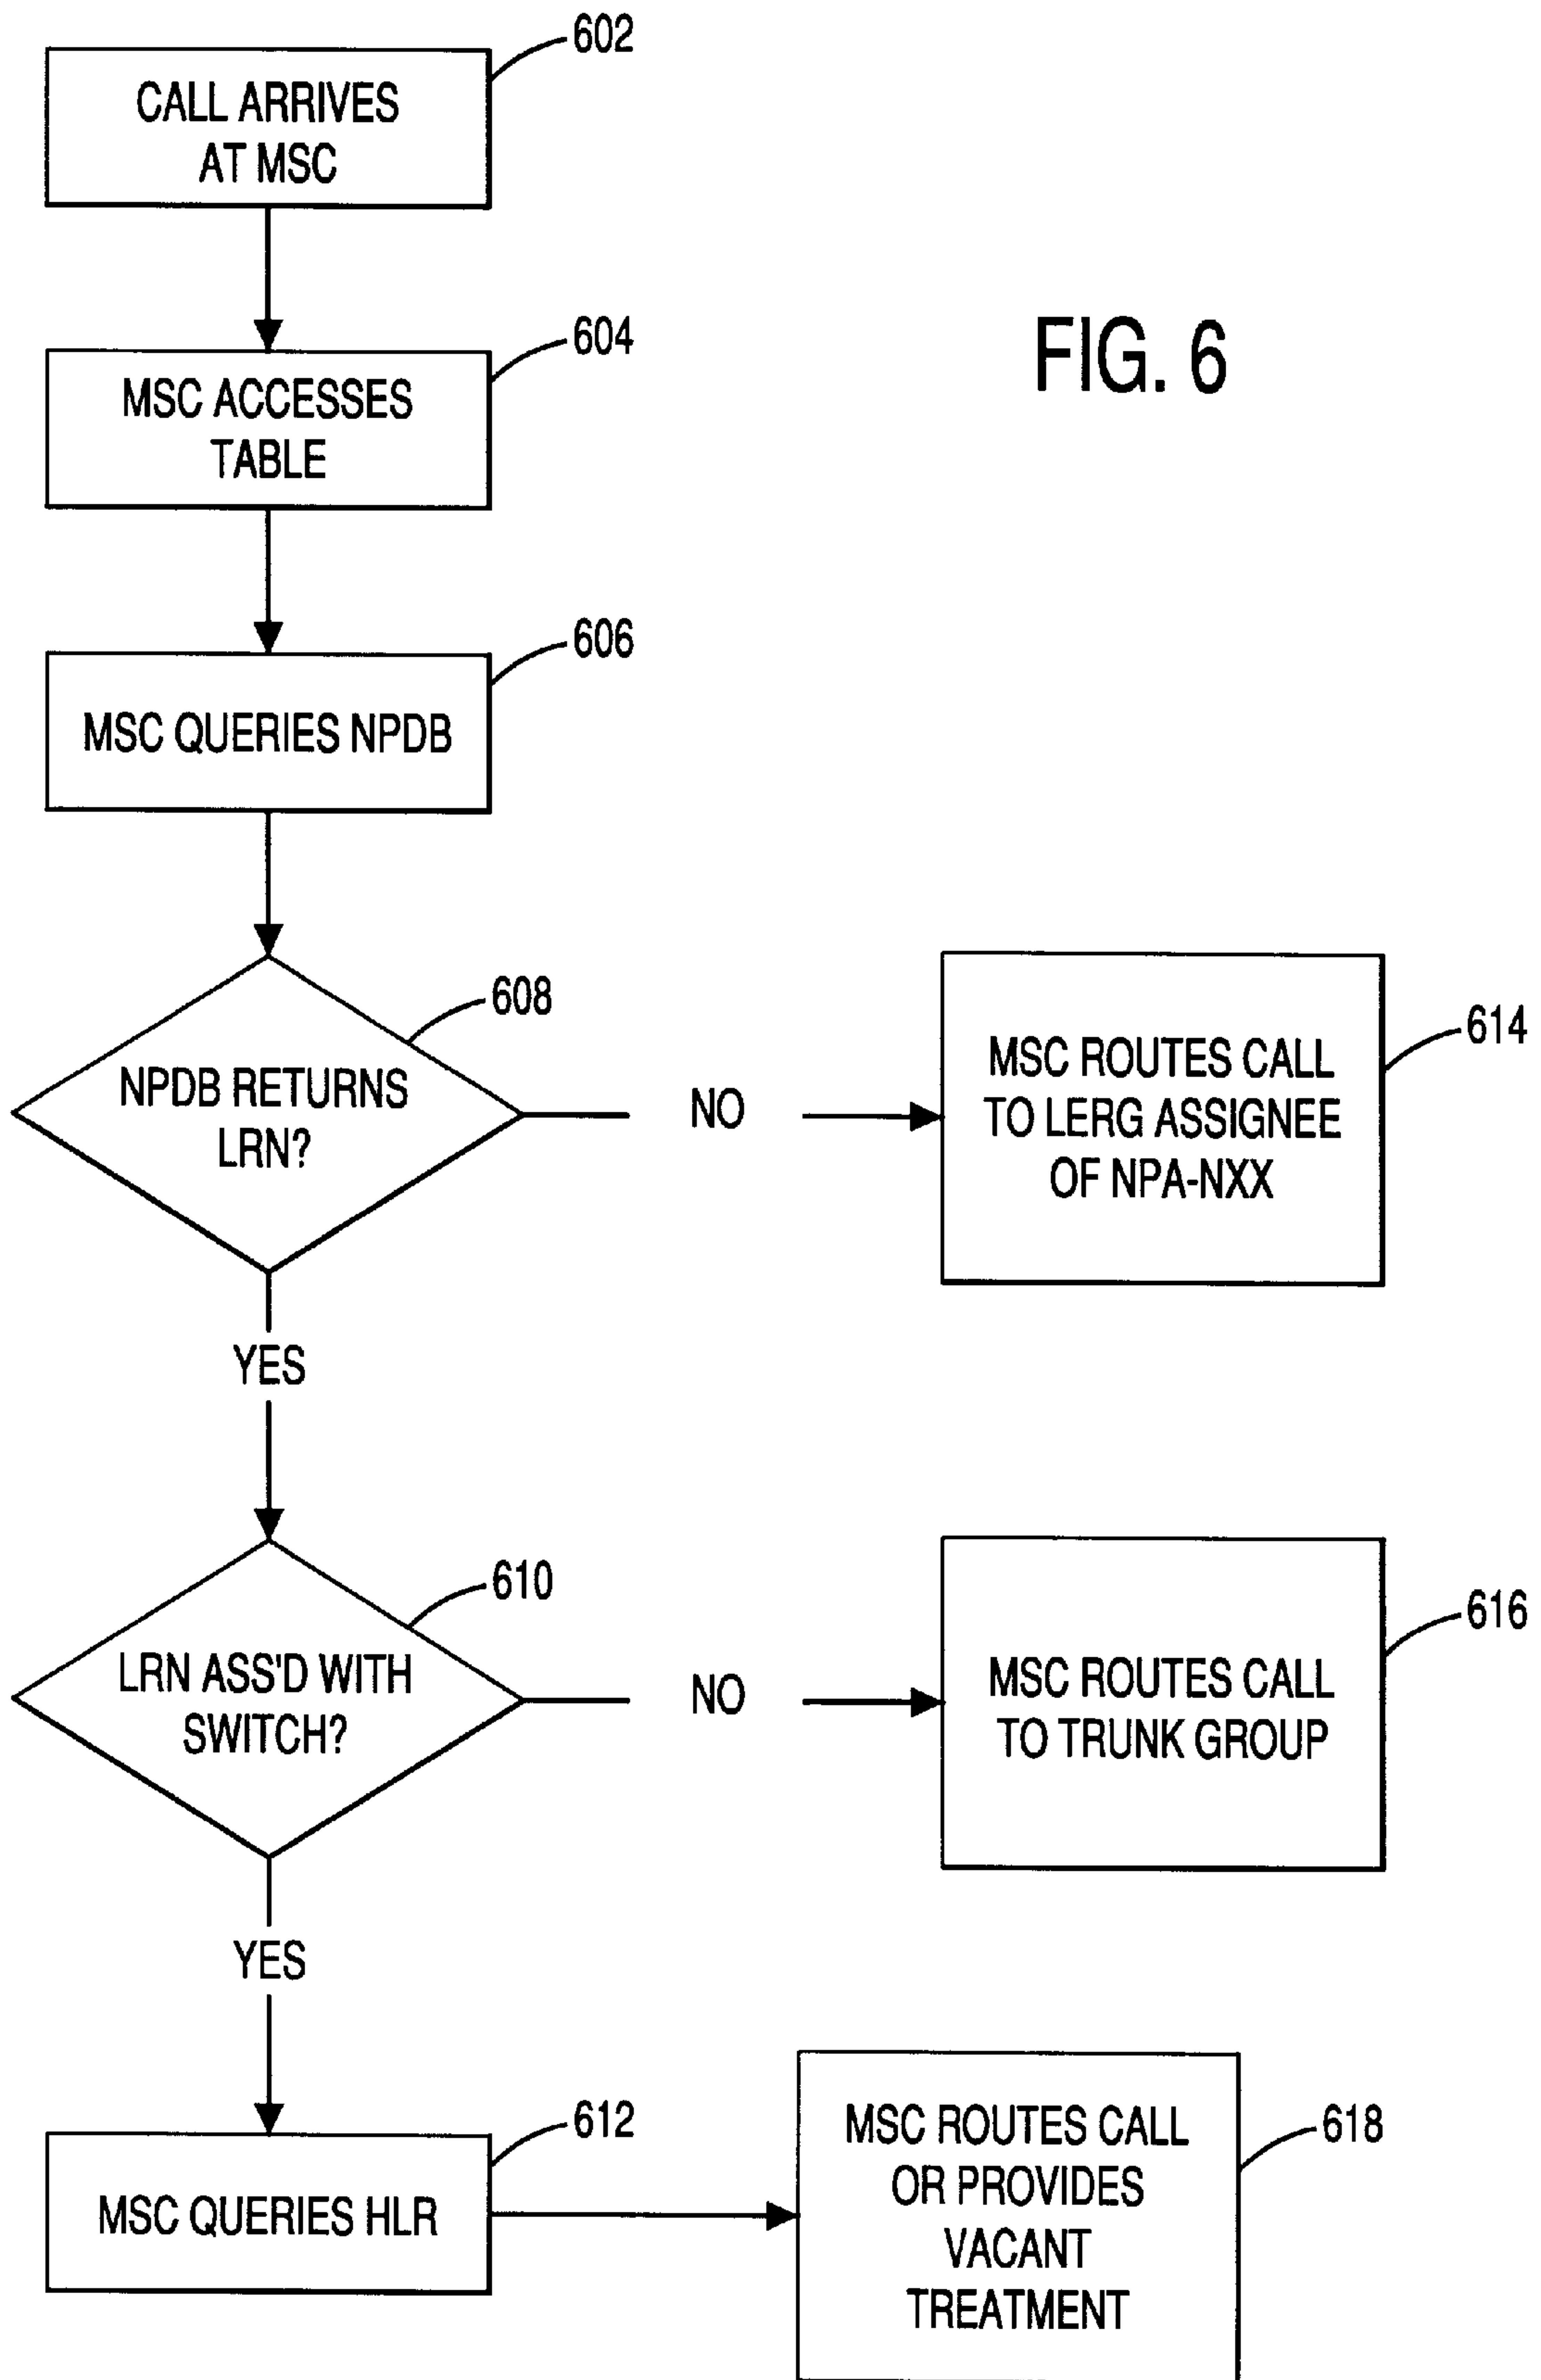 602
CALL ARRIVES
AT MSC
604
MSC ACCESSES
TABLE
FIG. 6
606
MSC QUERIES NPDB
608
NPDB RETURNS
LRN?
NO
614
MSC ROUTES CALL
TO LERG ASSIGNEE
OF NPA-NXX
YES
610
LRN ASS'D WITH
SWITCH?
NO
616
MSC ROUTES CALL
TO TRUNK GROUP
YES
612
MSC QUERIES HLR
618
MSC ROUTES CALL
OR PROVIDES
VACANT
TREATMENT